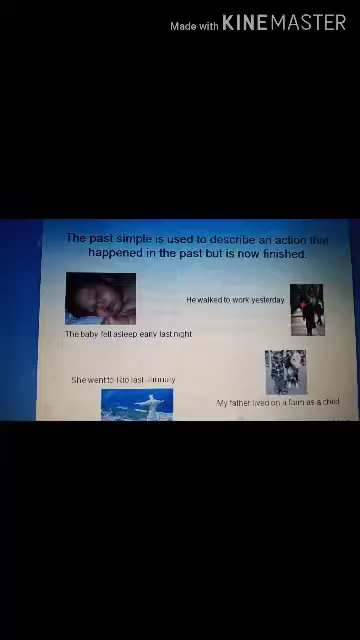 Made with KINEMASTER
The past simple is used to describe an action that
happened in the past but is now finished.
He walked to work yesterday
The baby fell asleep early last night
She went to Rio last January
My father lived on a farm as a child